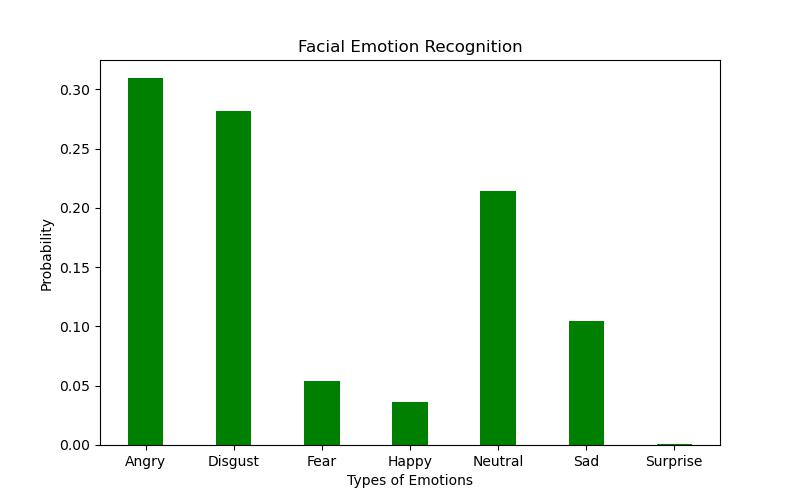 Facial Emotion Recognition
0.30
0.25
0.20
0.15
0.10
0.05
0.00
Probability
Angry Disgust Fear Happy Neutral Sad Surprise
Types of Emotions